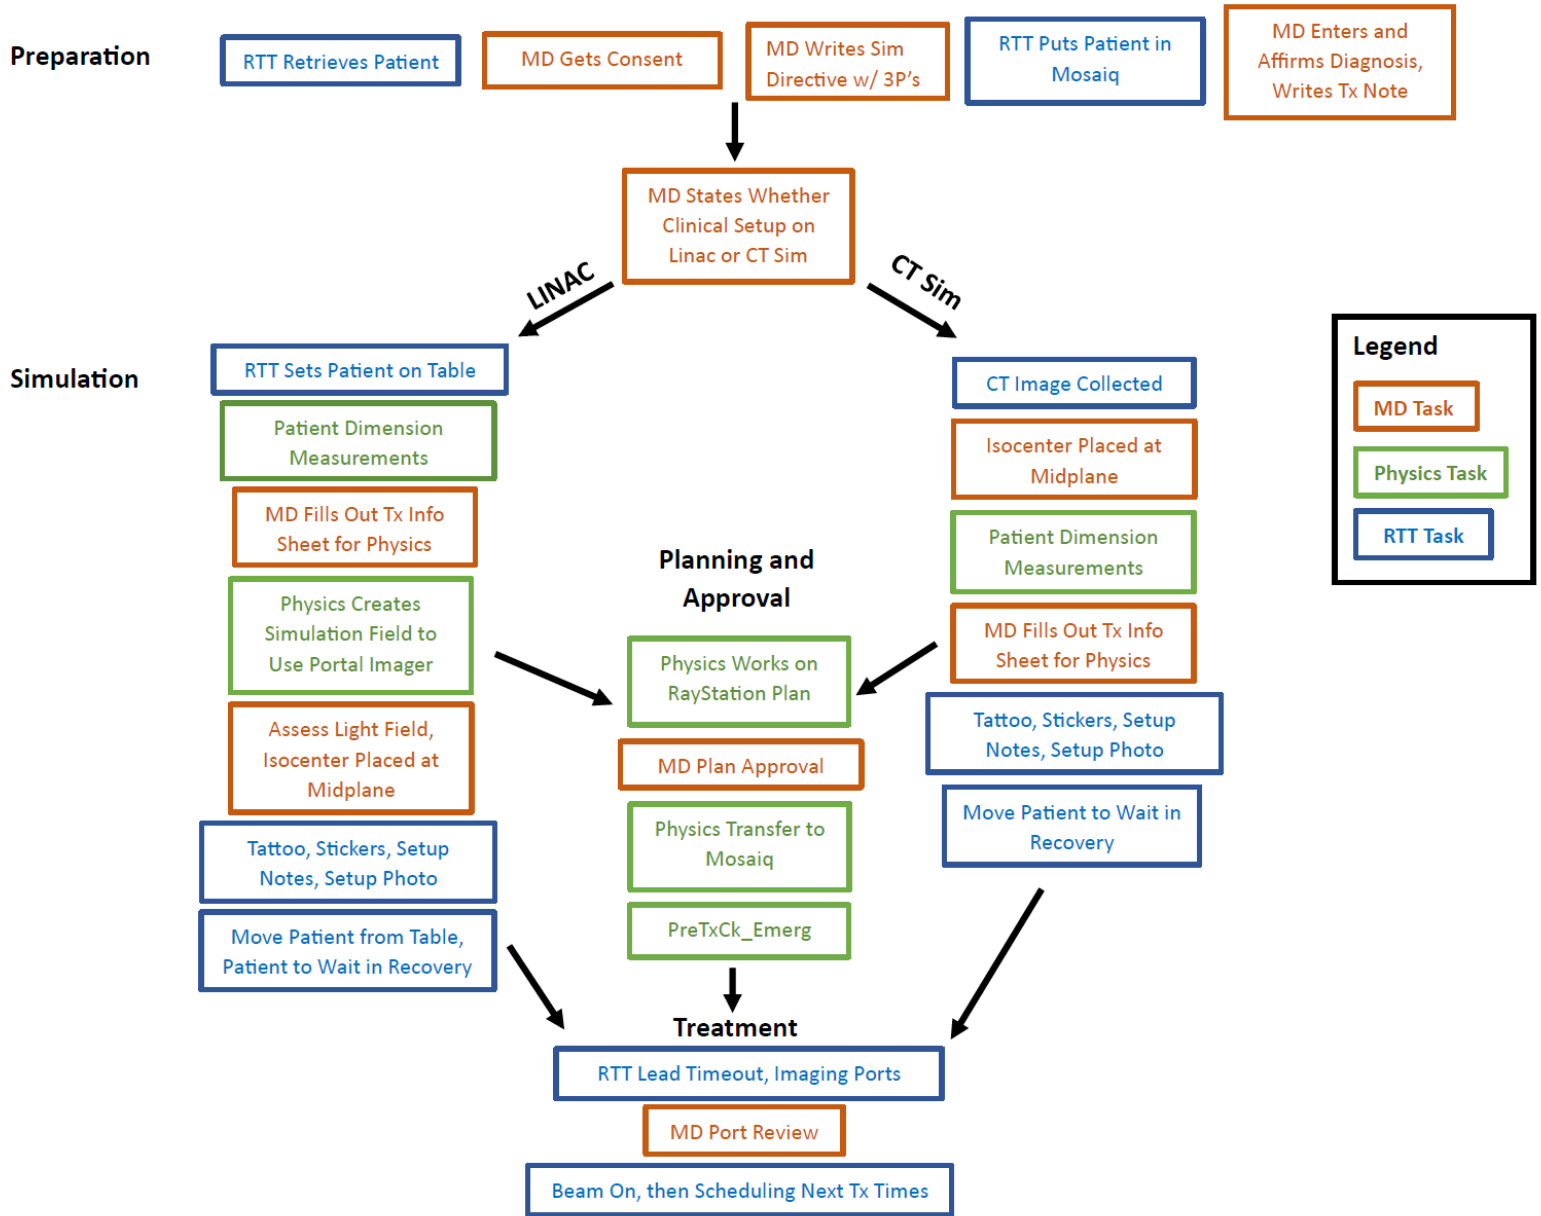 Preparation
RTT Retrieves Patient
MD Gets Consent
MD Writes Sim
Directive w/ 3P's
RTT Puts Patient in
Mosaiq
MD Enters and
Affirms Diagnosis,
Writes Tx Note
MD States Whether
Clinical Setup on
Linac or CT Sim
LINAC
CT Sim
Simulation
RTT Sets Patient on Table
Patient Dimension
Measurements
MD Fills Out Tx Info
Sheet for Physics
Physics Creates
Simulation Field to
Use Portal Imager
Assess Light Field,
Isocenter Placed at
Midplane
Tattoo, Stickers, Setup
Notes, Setup Photo
Move Patient from Table,
Patient to Wait in Recovery
CT Image Collected
Isocenter Placed at
Midplane
Patient Dimension
Measurements
MD Fills Out Tx Info
Sheet for Physics
Tattoo, Stickers, Setup
Notes, Setup Photo
Move Patient to Wait in
Recovery
Planning and
Approval
Physics Works on
RayStation Plan
MD Plan Approval
Physics Transfer to
Mosaiq
PreTxCk_Emerg
Treatment
RTT Lead Timeout, Imaging Ports
MD Port Review
Beam On, then Scheduling Next Tx Times
Legend
MD Task
Physics Task
RTT Task